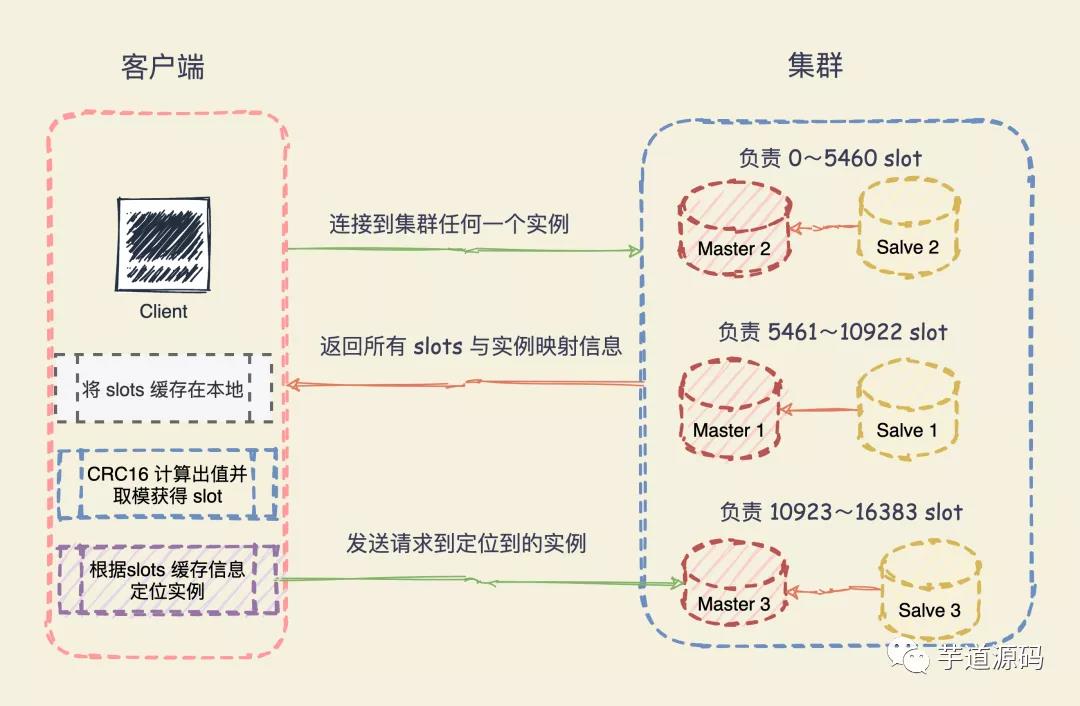 客户端
集群
负责 0～5460 slot
Master 2
Salve 2
连接到集群任何一个实例
Client
返回所有 slots 与实例映射信息
负责 5461～10922 slot
将 slots 缓存在本地
Master 1
Salve 1
CRC16 计算出值并
取模获得 slot
负责 10923～16383 slot
发送请求到定位到的实例
根据slots 缓存信息
定位实例
Master 3
Salve 3
芋道源码